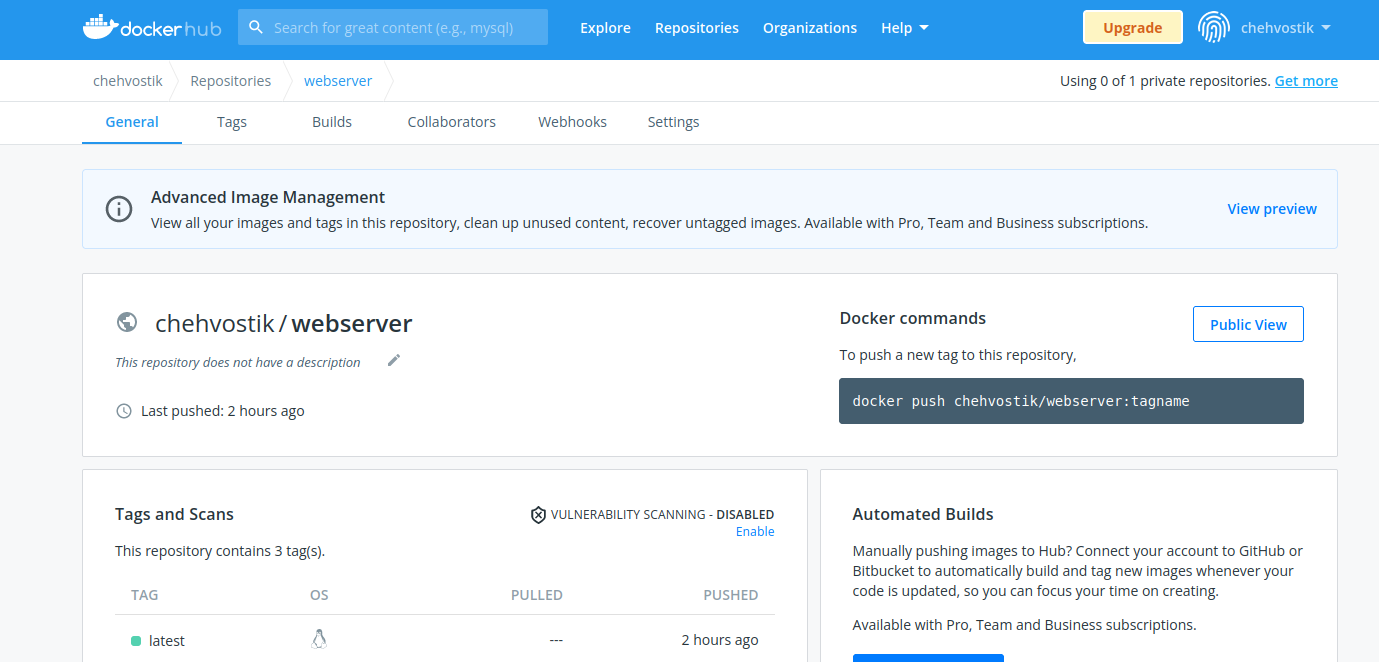 docker hub
Search for great content (e.g., mysql)
Explore
Repositories
Organizations
Help
Upgrade
chehvostik
chehvostik
Repositories
webserver
Using 0 of 1 private repositories. Get more
General
Tags
Builds
Collaborators
Webhooks
Settings
Advanced Image Management
View all your images and tags in this repository, clean up unused content, recover untagged images. Available with Pro, Team and Business subscriptions.
View preview
chehvostik / webserver
This repository does not have a description
Last pushed: 2 hours ago
Docker commands
Public View
To push a new tag to this repository,
docker push chehvostik/webserver:tagname
Tags and Scans
VULNERABILITY SCANNING - DISABLED
Enable
This repository contains 3 tag(s).
TAG OS PULLED PUSHED
latest --- 2 hours ago
Automated Builds
Manually pushing images to Hub? Connect your account to GitHub or
Bitbucket to automatically build and tag new images whenever your
code is updated, so you can focus your time on creating.
Available with Pro, Team and Business subscriptions.